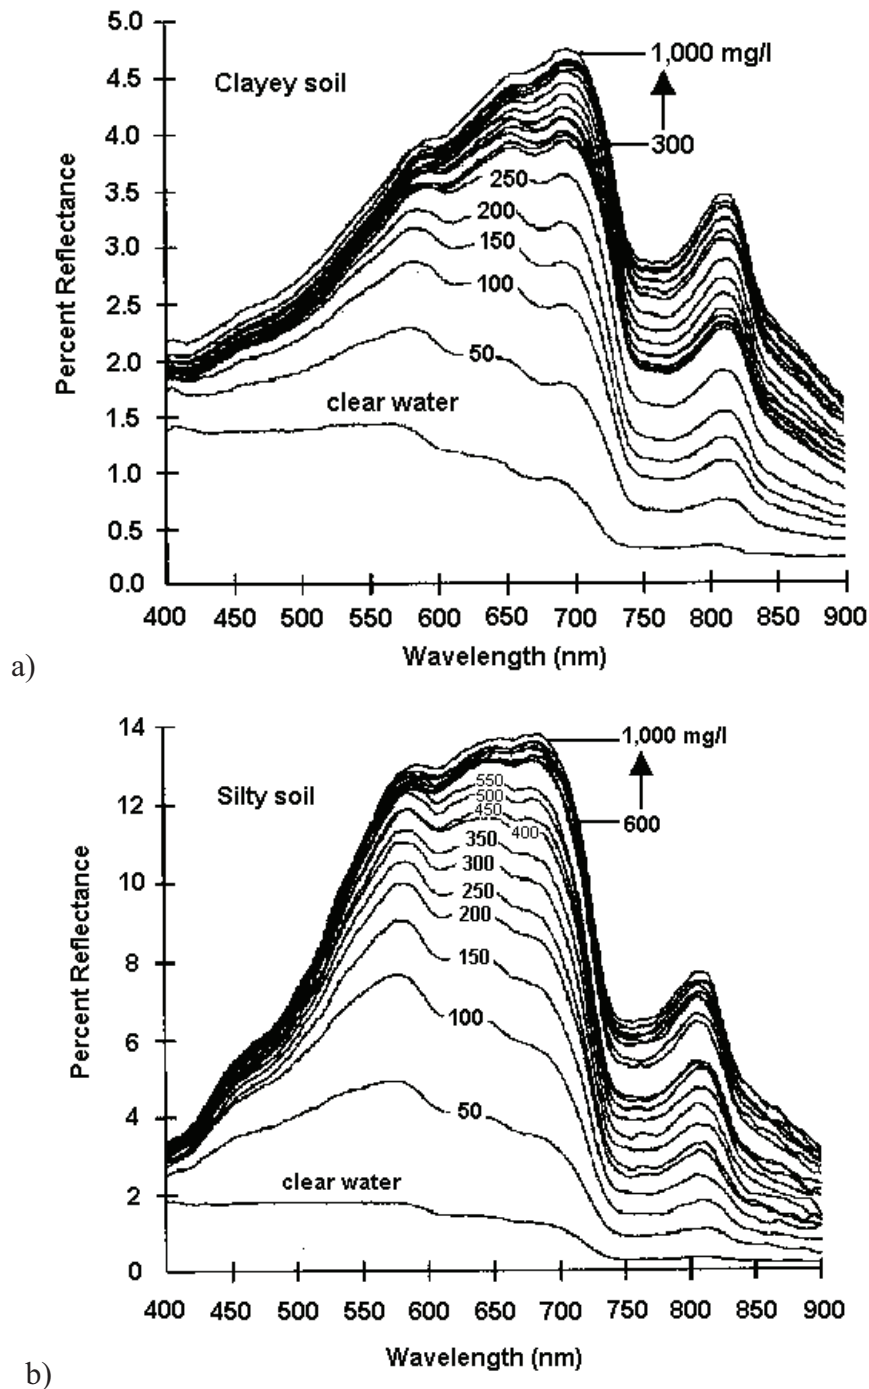 5.0
1,000 mg/l
4.5
Clayey soil
4.0
300
3.5
250
200
3.0
150
2.5
100
2.0
50
clear water
1.5
1.0
0.5
0.0
Percent Reflectance
400 450 500 550 600 650 700 750 800 850 900
Wavelength (nm)
a)
14
1,000 mg/l
Silty soil
550
12
500
450
600
400
350
300
10
250
200
8
150
6
100
4
50
clear water
2
0
Percent Reflectance
400 450 500 550 600 650 700 750 800 850 900
Wavelength (nm)
b)